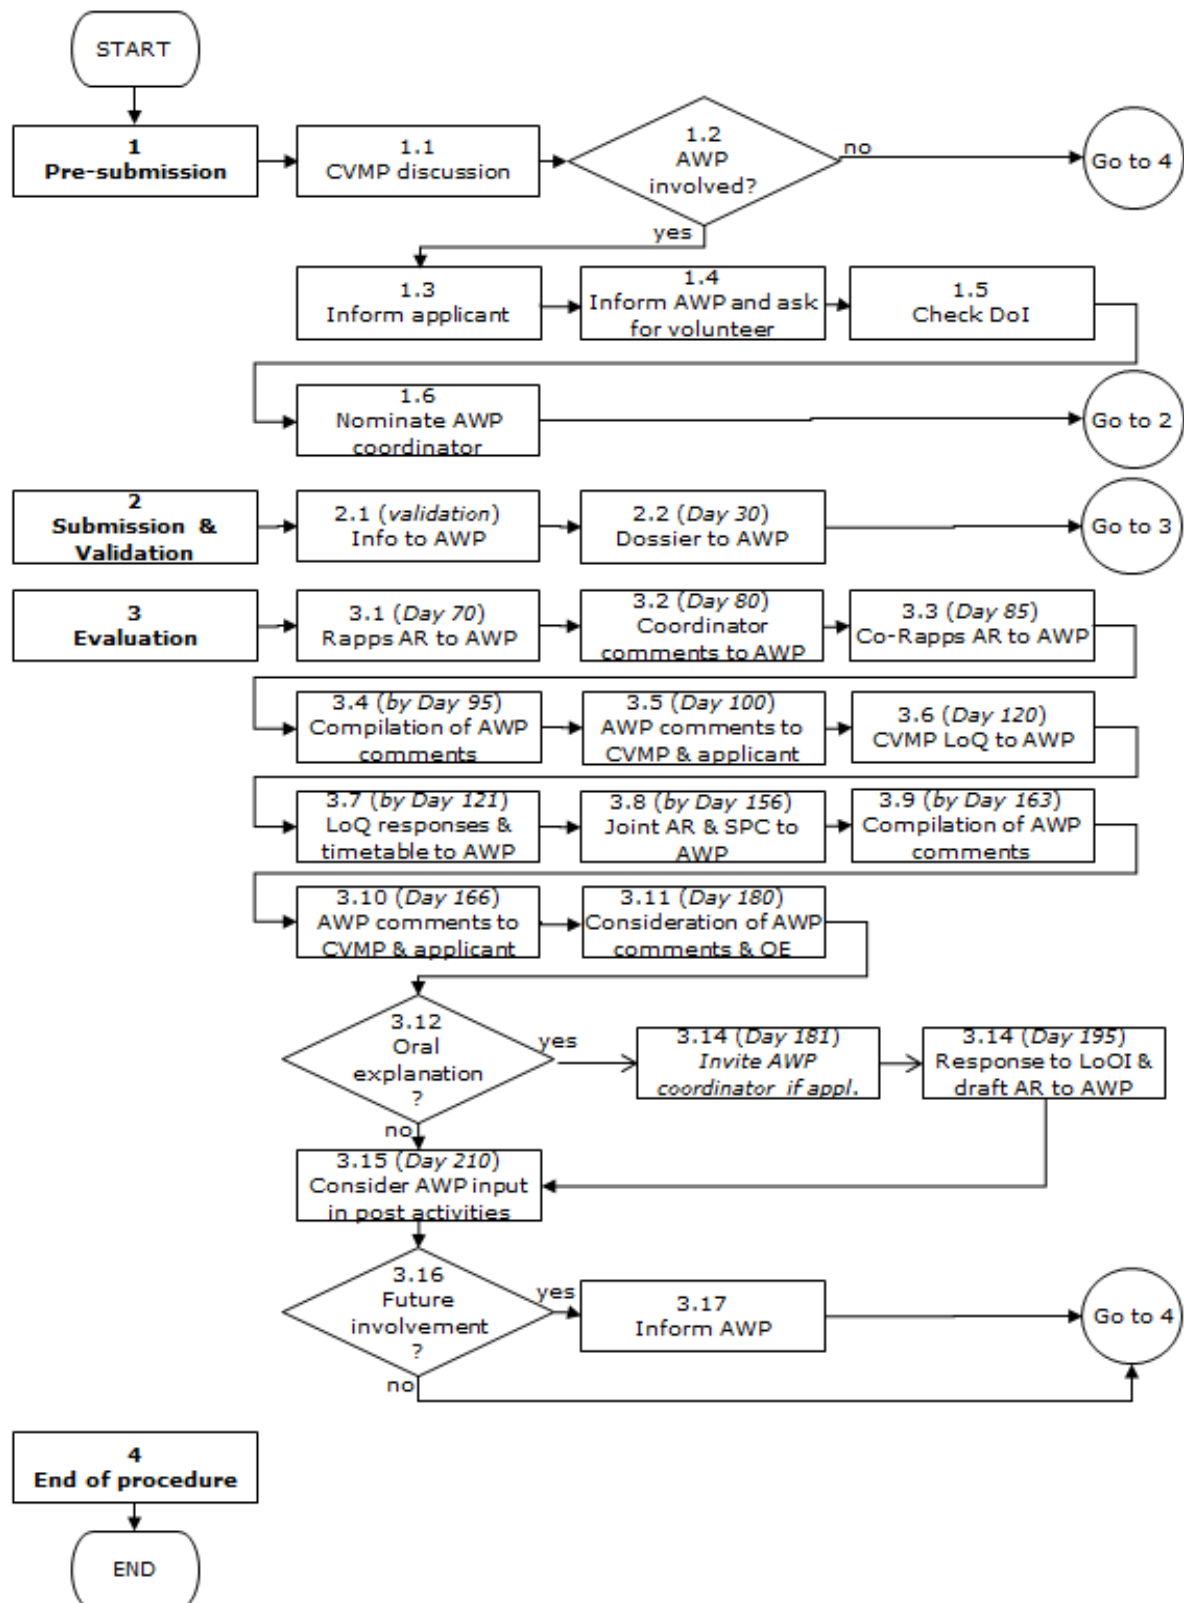 START
1
Pre-submission
1.1
CVMP discussion
1.2
AWP
involved?
no
Go to 4
yes
1.3
Inform applicant
1.4
Inform AWP and ask
for volunteer
1.5
Check DoI
1.6
Nominate AWP
coordinator
Go to 2
2
Submission &
Validation
2.1 (validation)
Info to AWP
2.2 (Day 30)
Dossier to AWP
Go to 3
3
Evaluation
3.1 (Day 70)
Rapps AR to AWP
3.2 (Day 80)
Coordinator
comments to AWP
3.3 (Day 85)
Co-Rapps AR to AWP
3.4 (by Day 95)
Compilation of AWP
comments
3.5 (Day 100)
AWP comments to
CVMP & applicant
3.6 (Day 120)
CVMP LoQ to AWP
3.7 (by Day 121)
LoQ responses &
timetable to AWP
3.8 (by Day 156)
Joint AR & SPC to
AWP
3.9 (by Day 163)
Compilation of AWP
comments
3.10 (Day 166)
AWP comments to
CVMP & applicant
3.11 (Day 180)
Consideration of AWP
comments & OE
3.12
Oral
explanation
?
yes
3.14 (Day 181)
Invite AWP
coordinator if appl.
3.14 (Day 195)
Response to LoOI &
draft AR to AWP
no
3.15 (Day 210)
Consider AWP input
in post activities
3.16
Future
involvement
?
yes
3.17
Inform AWP
Go to 4
no
4
End of procedure
END